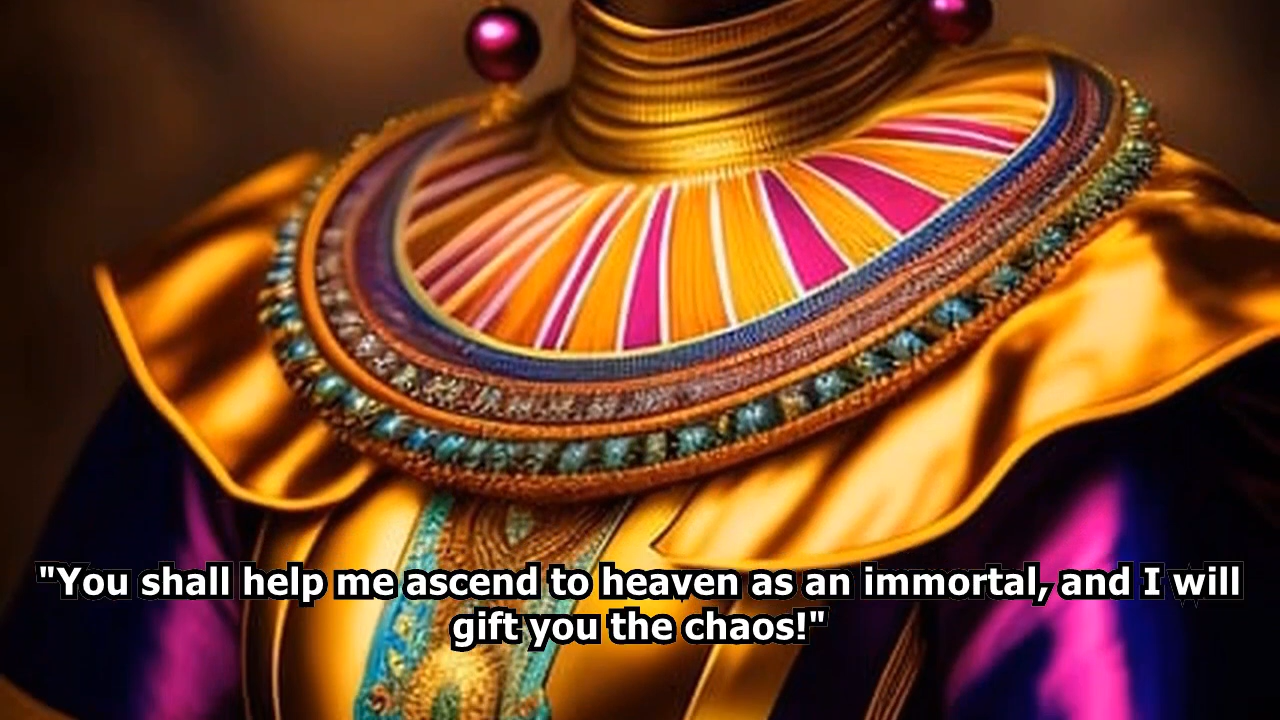 "You shall help me ascend to heaven as an immortal, and I will
gift you the chaos!"